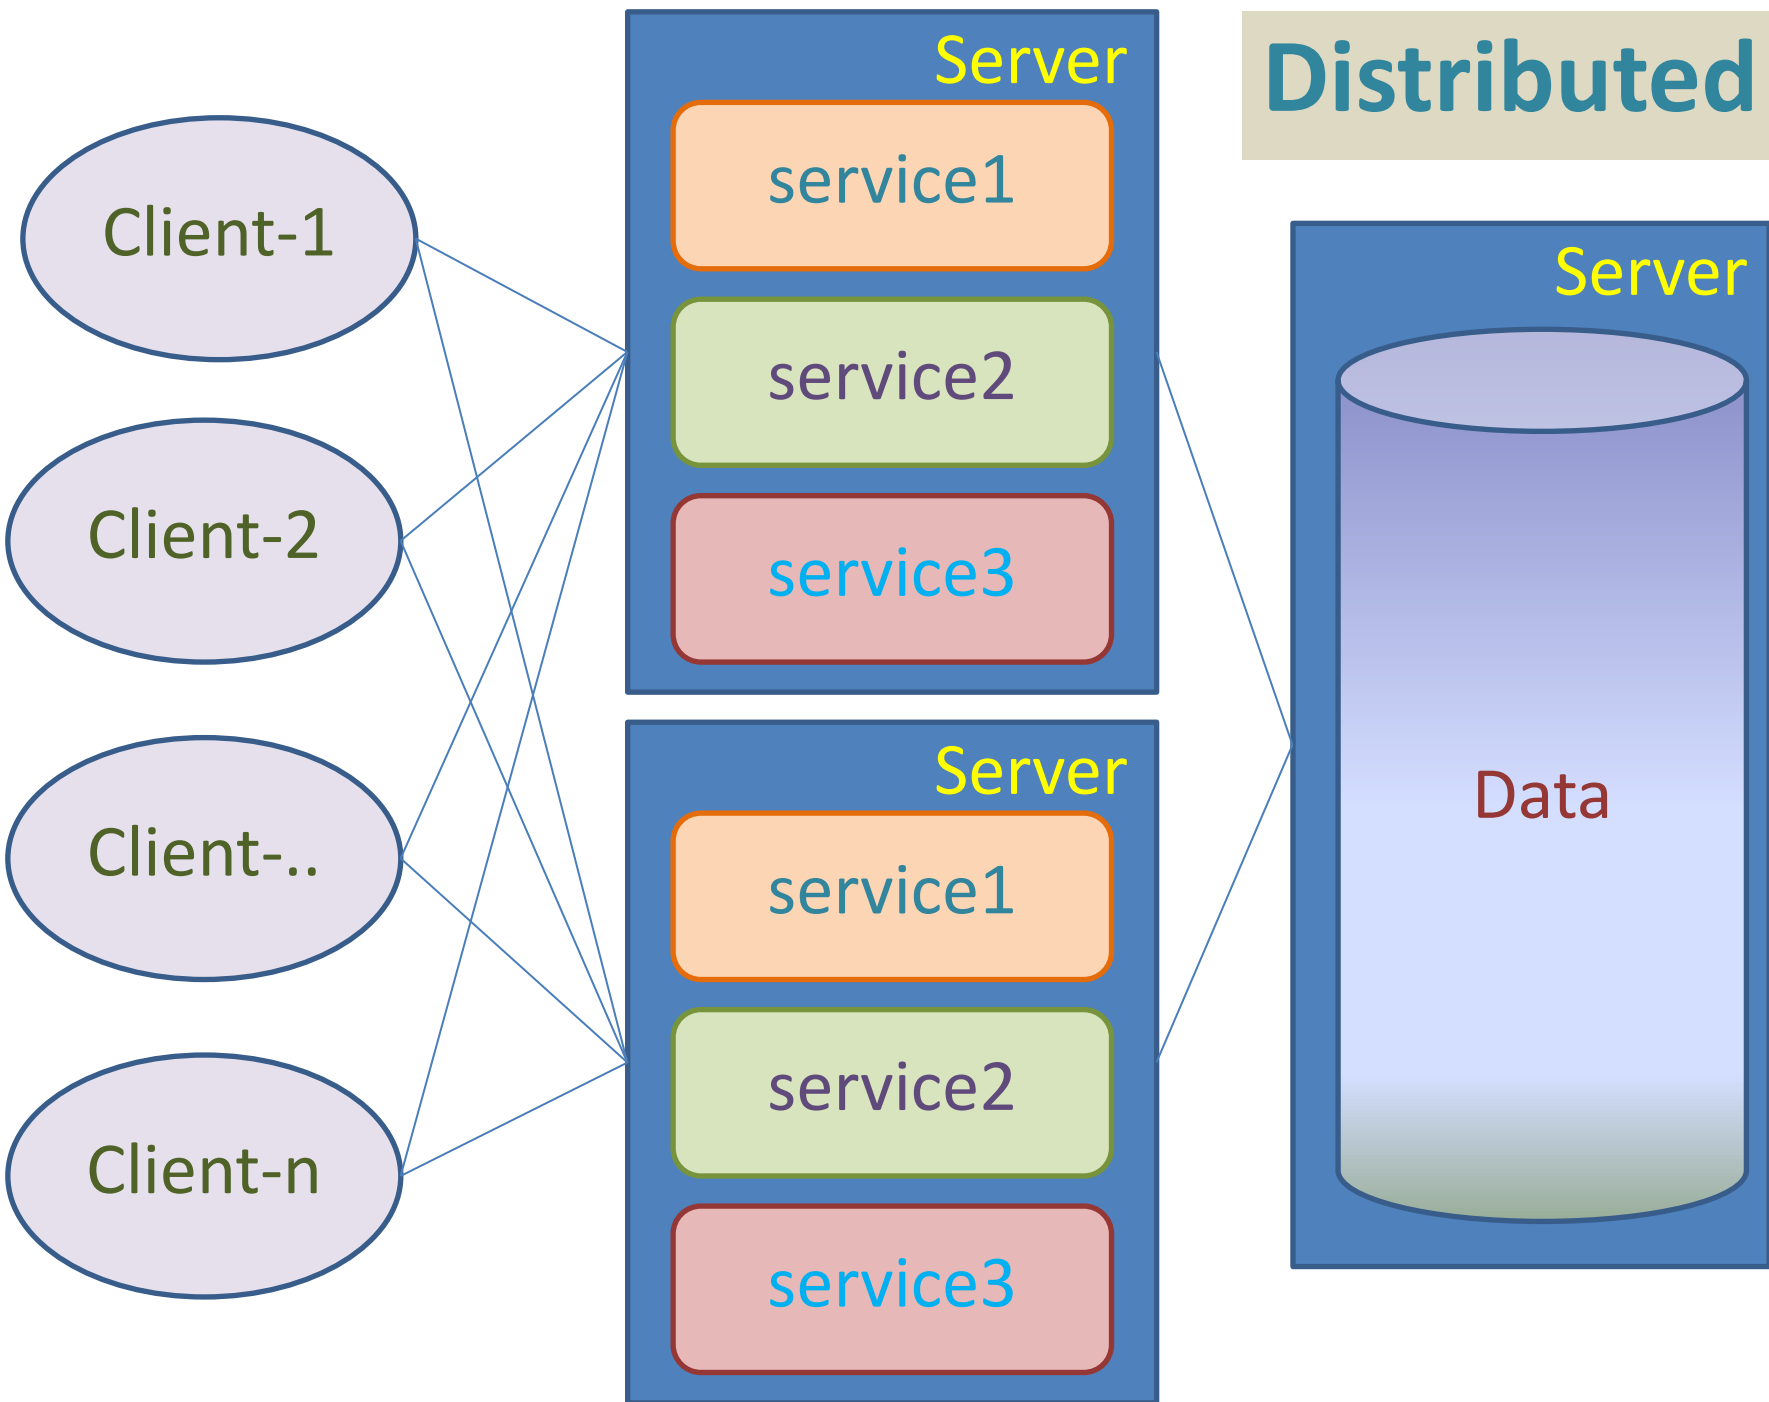 Distributed
Client-1
Client-2
Client-..
Client-n
Server
service1
service2
service3
Server
service1
service2
service3
Server
Data